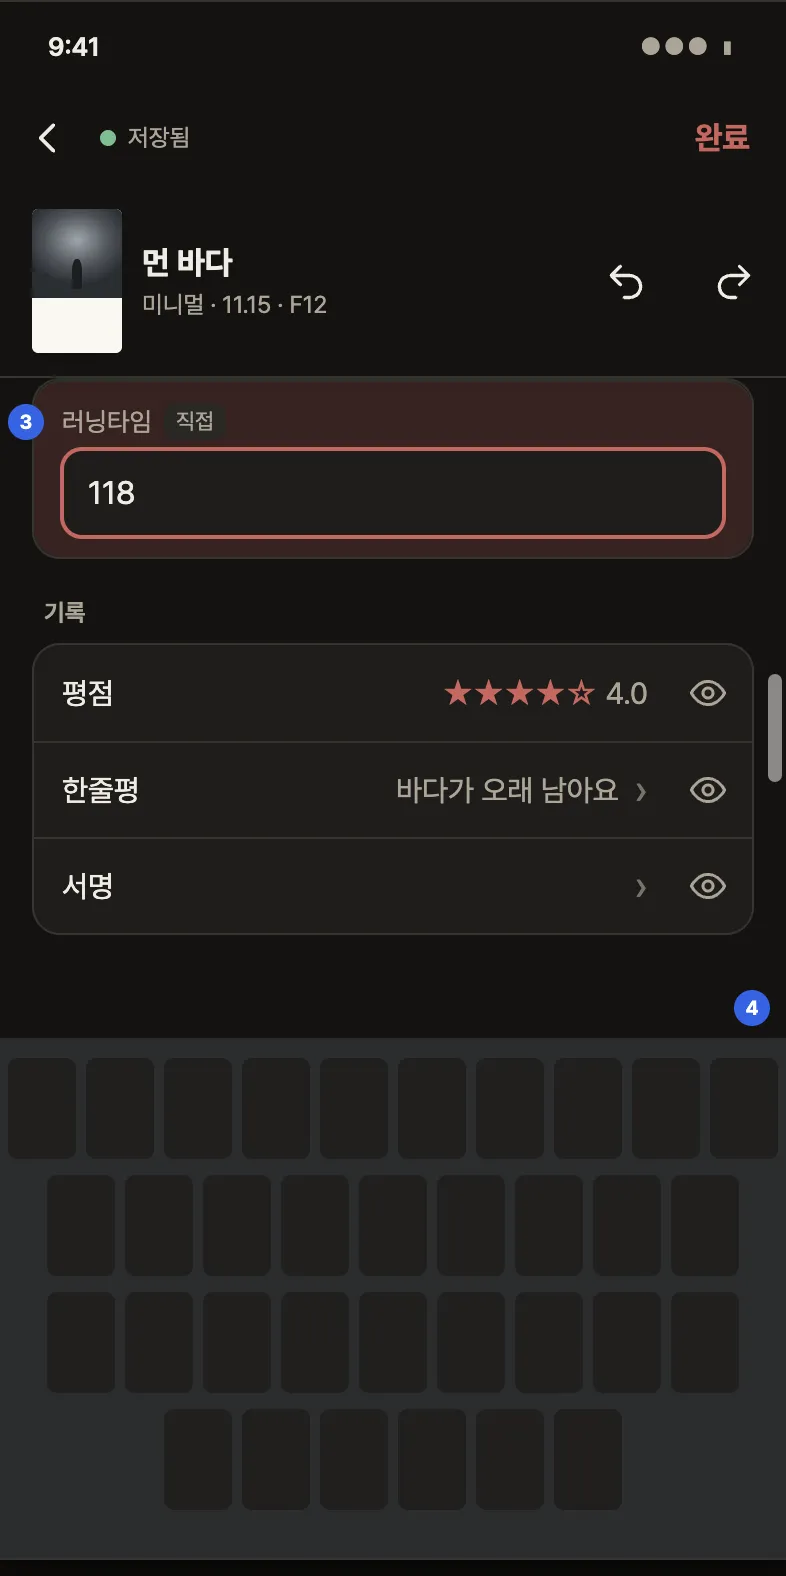 9:41
저장됨
완료
먼 바다
미니멀 · 11.15 · F12
3
러닝타임 직접
118
기록
평점 ★★★★☆ 4.0
한줄평 바다가 오래 남아요 ›
서명 ›
4